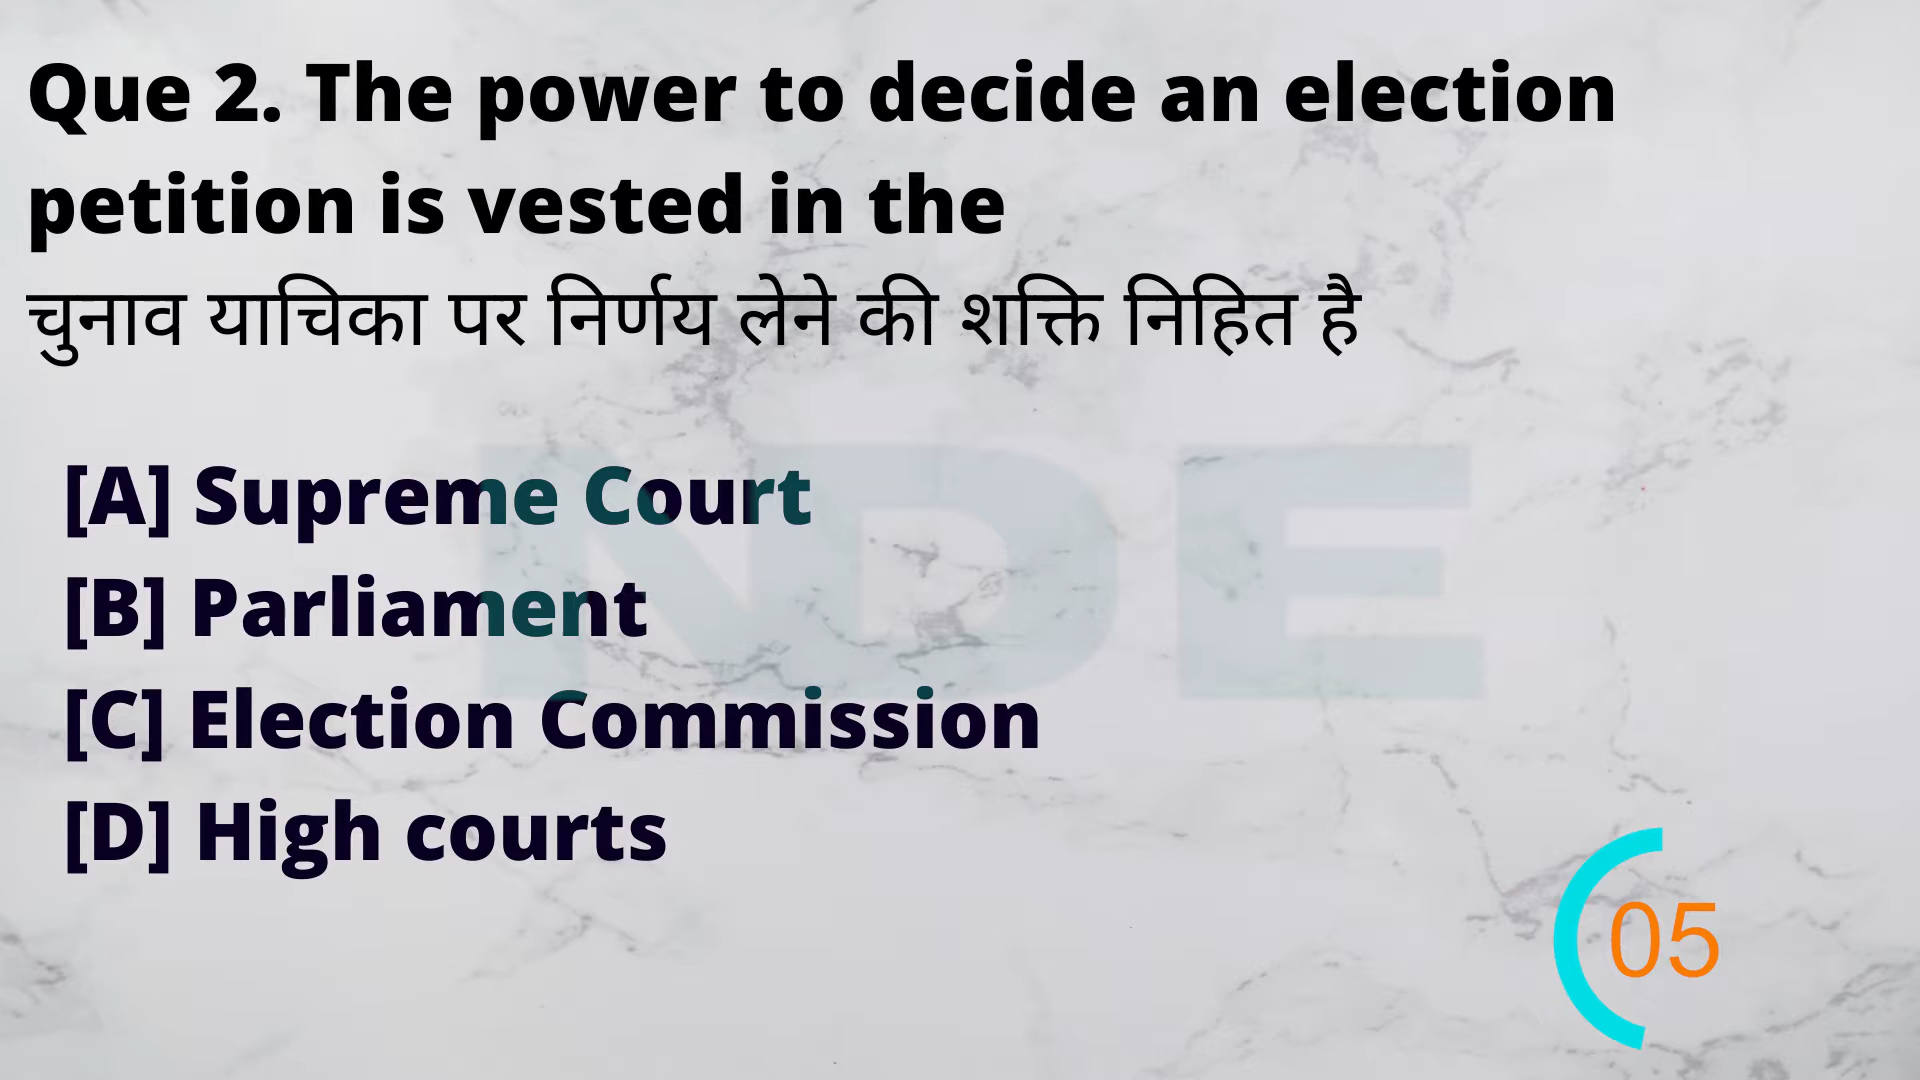 Que 2. The power to decide an election
petition is vested in the
चुनाव याचिका पर निर्णय लेने की शक्ति निहित है
[A] Supreme Court
[B] Parliament
[C] Election Commission
[D] High courts
NDE
05